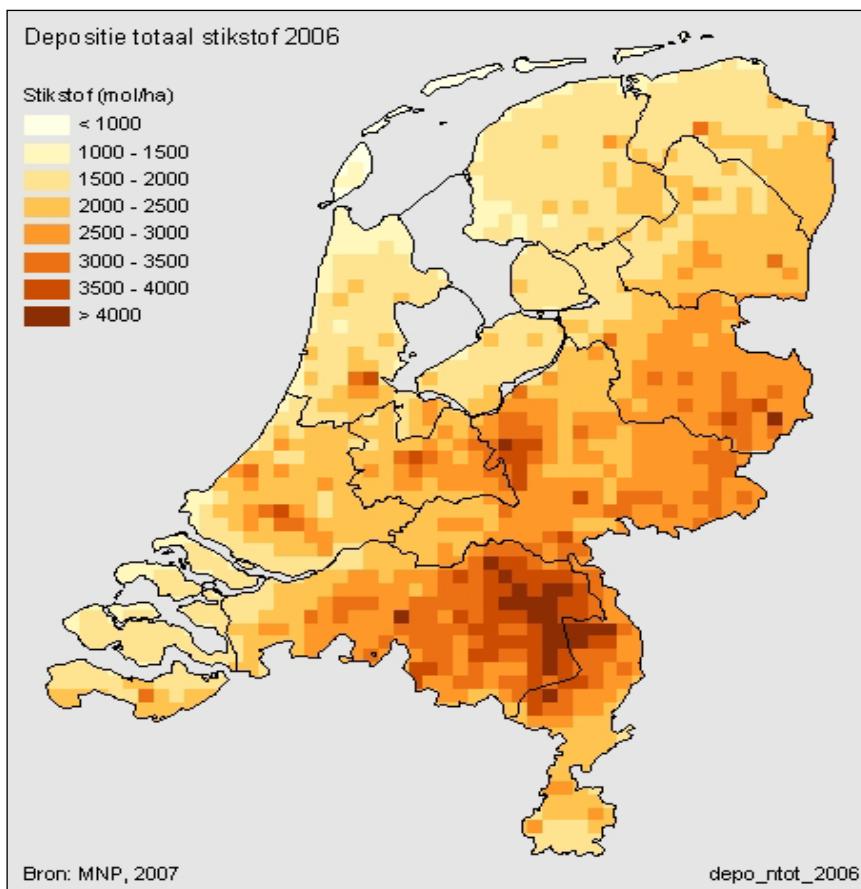 Depositie totaal stikstof 2006
Stikstof (mol/ha)
< 1000
1000 - 1500
1500 - 2000
2000 - 2500
2500 - 3000
3000 - 3500
3500 - 4000
> 4000
Bron: MNP, 2007
depo_ntot_2006